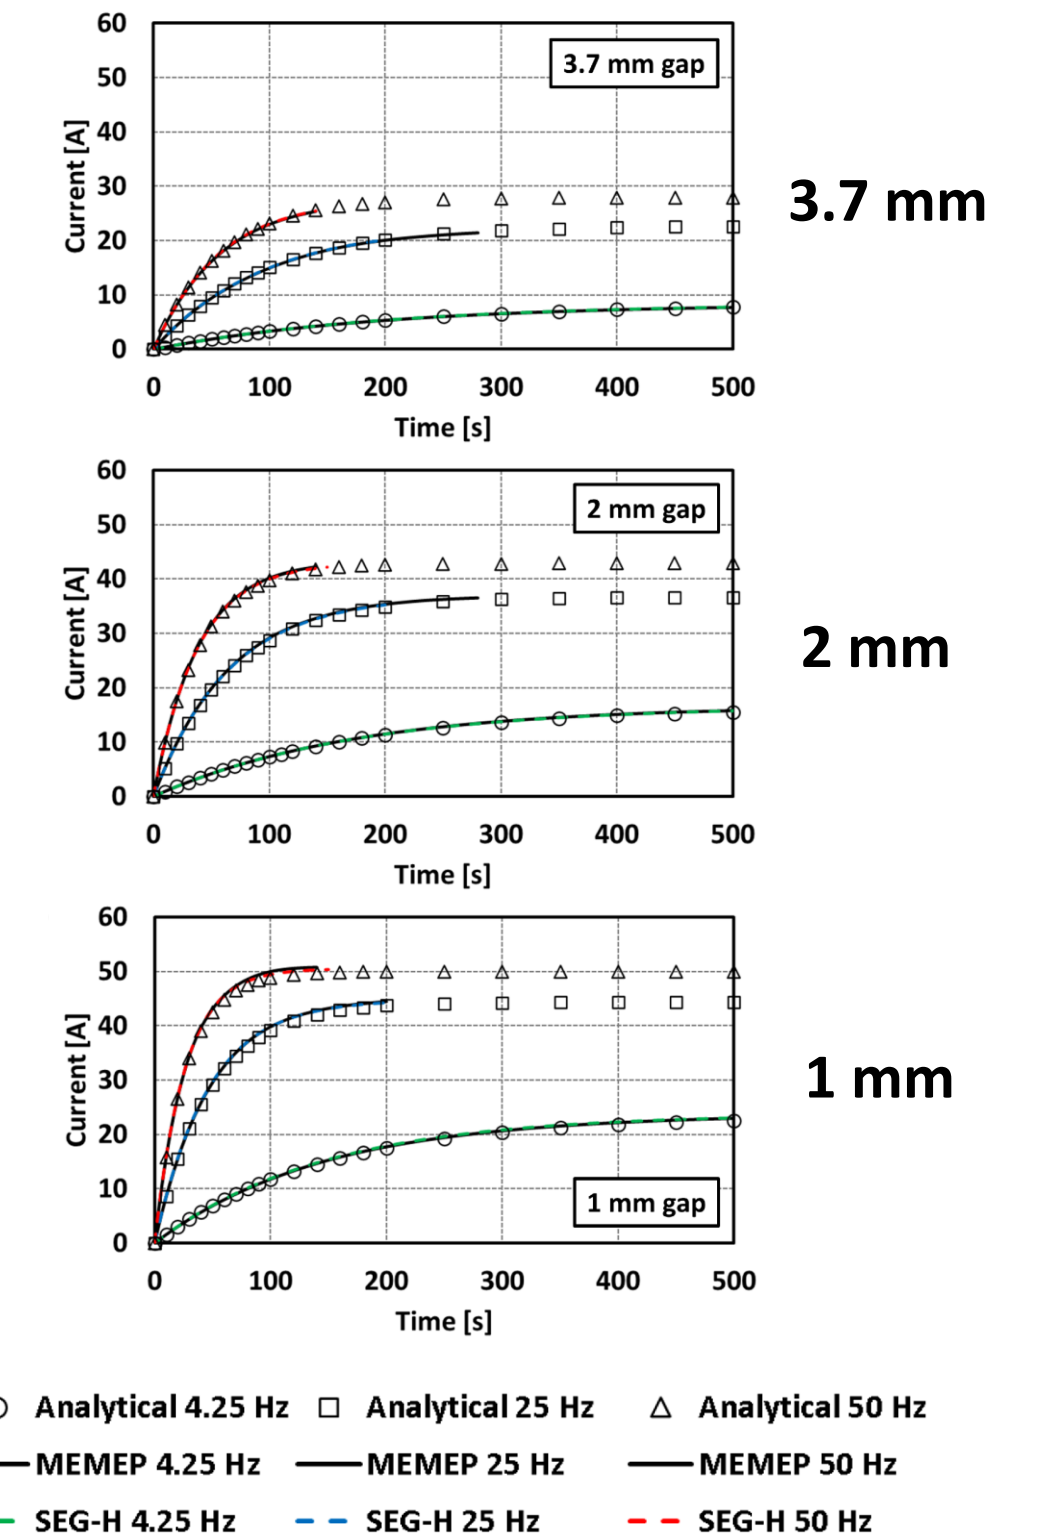 60
50
40
30
20
10
0
Current [A]
3.7 mm gap
3.7 mm
0 100 200 300 400 500
Time [s]
60
50
40
30
20
10
0
Current [A]
2 mm gap
2 mm
0 100 200 300 400 500
Time [s]
60
50
40
30
20
10
0
Current [A]
1 mm gap
1 mm
0 100 200 300 400 500
Time [s]
Analytical 4.25 Hz Analytical 25 Hz Analytical 50 Hz
MEMEP 4.25 Hz MEMEP 25 Hz MEMEP 50 Hz
SEG-H 4.25 Hz SEG-H 25 Hz SEG-H 50 Hz